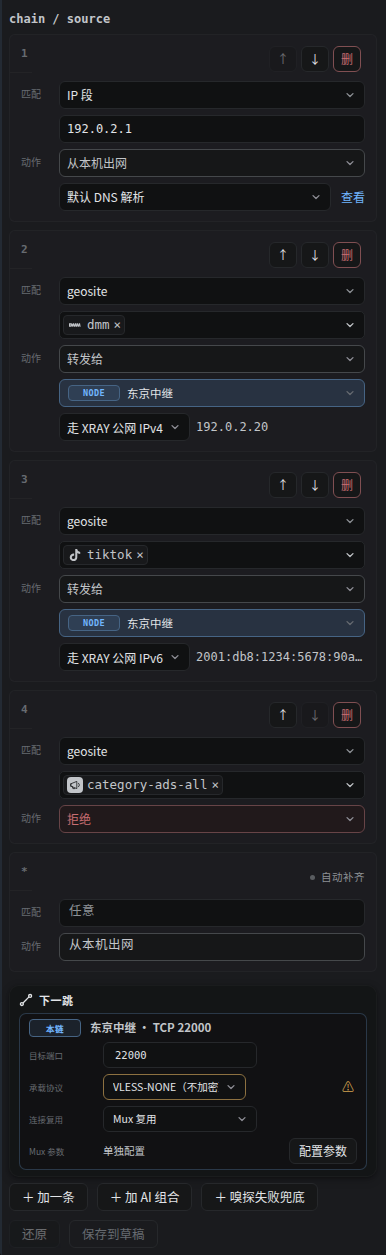 chain / source
1
↑ ↓ 删
匹配 IP 段
192.0.2.1
动作 从本机出网
默认 DNS 解析 查看
2
↑ ↓ 删
匹配 geosite
dmm ×
动作 转发给
NODE 东京中继
走 XRAY 公网 IPv4 192.0.2.20
3
↑ ↓ 删
匹配 geosite
tiktok ×
动作 转发给
NODE 东京中继
走 XRAY 公网 IPv6 2001:db8:1234:5678:90a…
4
↑ ↓ 删
匹配 geosite
category-ads-all ×
动作 拒绝
*
自动补齐
匹配 任意
动作 从本机出网
下一跳
本链 东京中继 · TCP 22000
目标端口 22000
承载协议 VLESS-NONE（不加密
连接复用 Mux 复用
Mux 参数 单独配置 配置参数
＋ 加一条 ＋ 加 AI 组合 ＋ 嗅探失败兜底
还原 保存到草稿